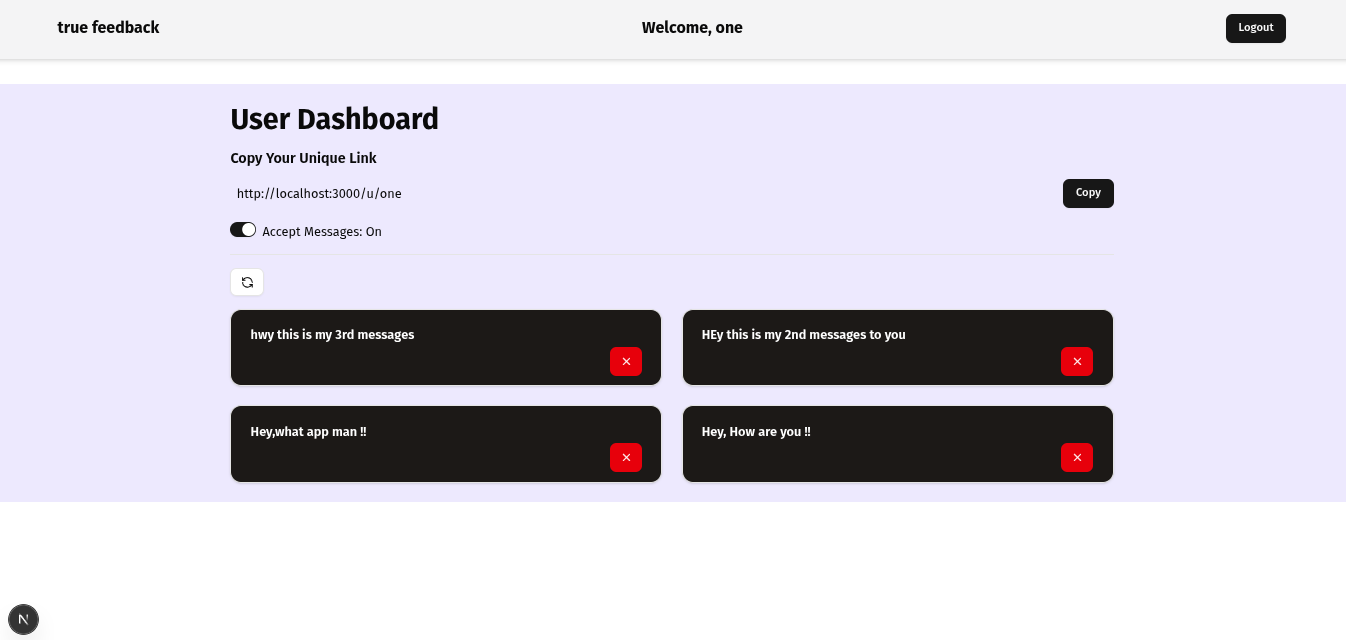 true feedback
Welcome, one
Logout
User Dashboard
Copy Your Unique Link
http://localhost:3000/u/one
Copy
Accept Messages: On
hwy this is my 3rd messages
HEy this is my 2nd messages to you
Hey,what app man !!
Hey, How are you !!
N